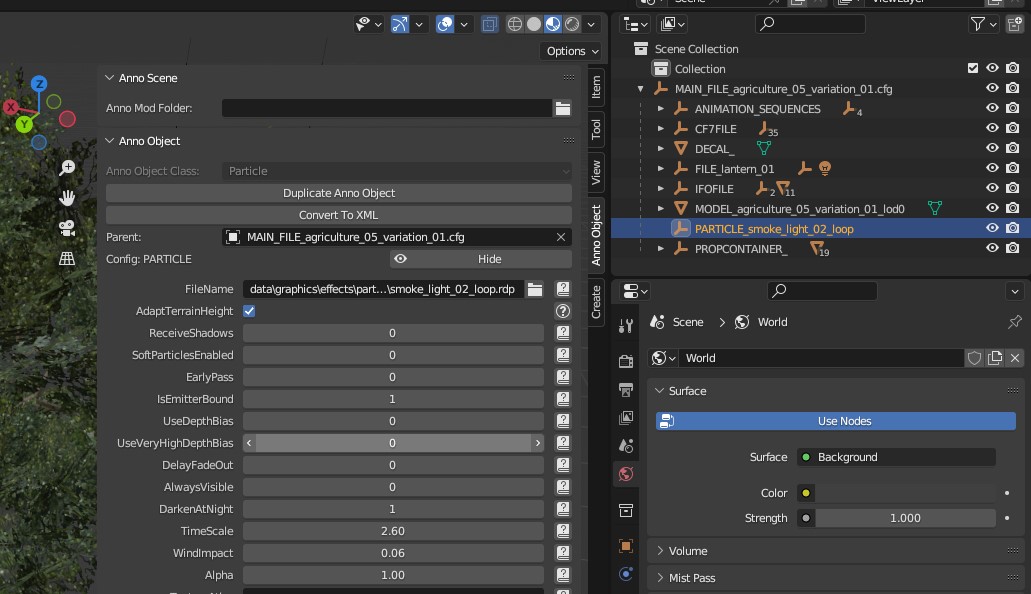 Scene
ViewLayer
Options
Anno Scene
Anno Mod Folder:
Anno Object
Anno Object Class: Particle
Duplicate Anno Object
Convert To XML
Parent: MAIN_FILE_agriculture_05_variation_01.cfg
Config: PARTICLE Hide
FileName data\graphics\effects\part...\smoke_light_02_loop.rdp
AdaptTerrainHeight
ReceiveShadows 0
SoftParticlesEnabled 0
EarlyPass 0
IsEmitterBound 1
UseDepthBias 0
UseVeryHighDepthBias 0
DelayFadeOut 0
AlwaysVisible 0
DarkenAtNight 1
TimeScale 2.60
WindImpact 0.06
Alpha 1.00
Item
Tool
View
Anno Object
Create
X
Y
Z
Scene Collection
Collection
MAIN_FILE_agriculture_05_variation_01.cfg
ANIMATION_SEQUENCES 4
CF7FILE 35
DECAL_
FILE_lantern_01
IFOFILE 2 11
MODEL_agriculture_05_variation_01_lod0
PARTICLE_smoke_light_02_loop
PROPCONTAINER_ 19
Scene > World
World
Surface
Use Nodes
Surface Background
Color
Strength 1.000
Volume
Mist Pass